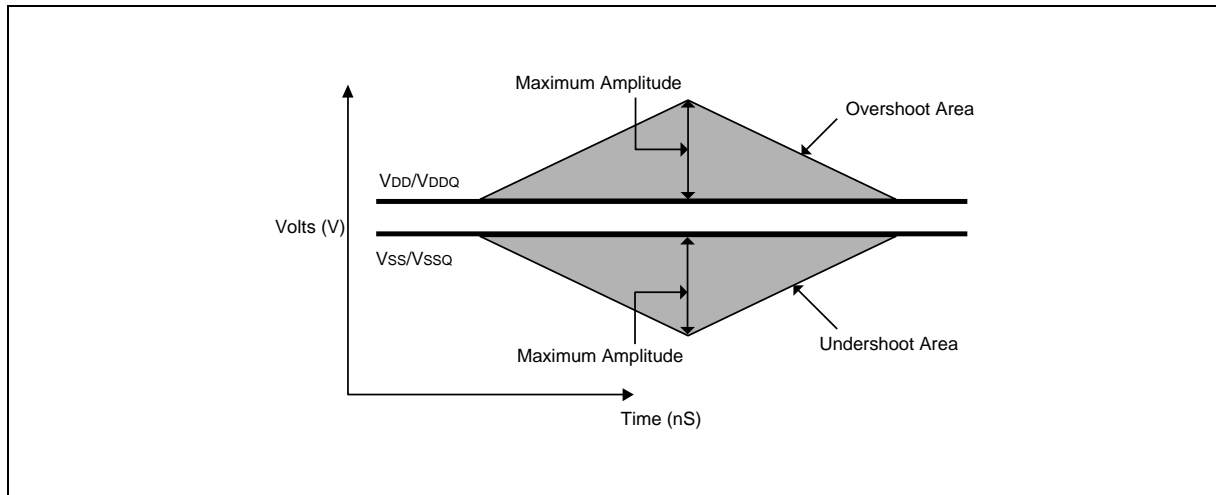 Maximum Amplitude
Overshoot Area
VDD/VDDQ
Volts (V)
VSS/VSSQ
Maximum Amplitude
Undershoot Area
Time (nS)